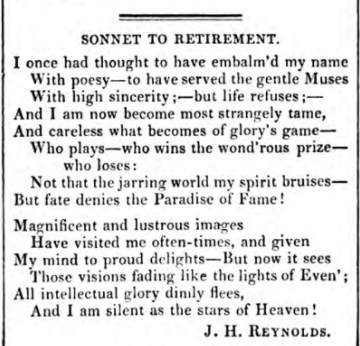 SONNET TO RETIREMENT.
I once had thought to have embalm'd my name
With poesy—to have served the gentle Muses
With high sincerity;—but life refuses;—
And I am now become most strangely tame,
And careless what becomes of glory's game—
Who plays—who wins the wond'rous prize—
who loses:
Not that the jarring world my spirit bruises—
But fate denies the Paradise of Fame!
Magnificent and lustrous images
Have visited me often-times, and given
My mind to proud delights—But now it sees
Those visions fading like the lights of Even';
All intellectual glory dimly flees,
And I am silent as the stars of Heaven!
J. H. REYNOLDS.